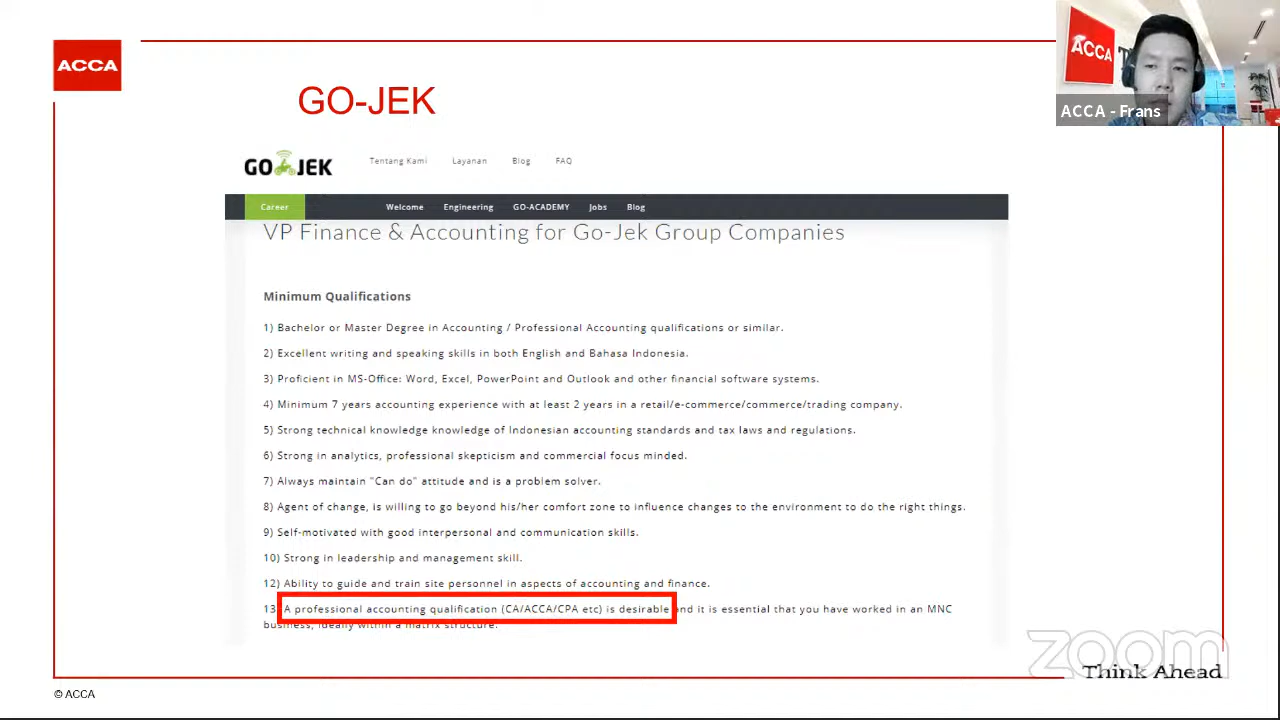 ACCA
GO-JEK
ACCA
ACCA - Frans
GO JEK
Tentang Kami Layanan Blog FAQ
Career Welcome Engineering GO-ACADEMY Jobs Blog
VP Finance & Accounting for Go-Jek Group Companies
Minimum Qualifications
1) Bachelor or Master Degree in Accounting / Professional Accounting qualifications or similar.
2) Excellent writing and speaking skills in both English and Bahasa Indonesia.
3) Proficient in MS-Office: Word, Excel, PowerPoint and Outlook and other financial software systems.
4) Minimum 7 years accounting experience with at least 2 years in a retail/e-commerce/commerce/trading company.
5) Strong technical knowledge knowledge of Indonesian accounting standards and tax laws and regulations.
6) Strong in analytics, professional skepticism and commercial focus minded.
7) Always maintain "Can do" attitude and is a problem solver.
8) Agent of change, is willing to go beyond his/her comfort zone to influence changes to the environment to do the right things.
9) Self-motivated with good interpersonal and communication skills.
10) Strong in leadership and management skill.
12) Ability to guide and train site personnel in aspects of accounting and finance.
13) A professional accounting qualification (CA/ACCA/CPA etc) is desirable and it is essential that you have worked in an MNC
business, ideally within a matrix structure.
zoom
Think Ahead
© ACCA